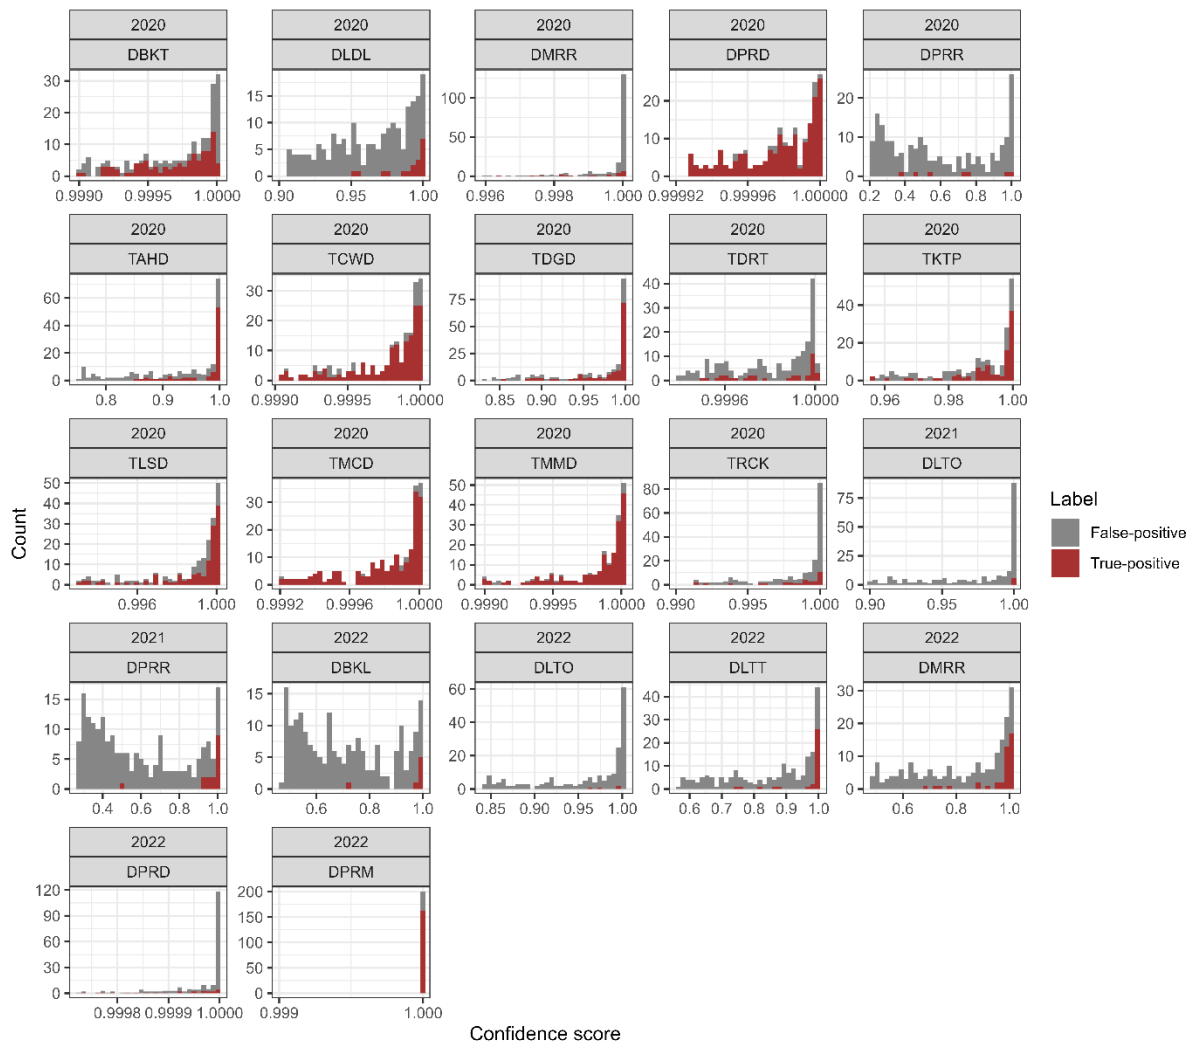 2020 2020 2020 2020 2020
DBKT DLDL DMRR DPRD DPRR
30 20 10 0
15 10 5 0
100 50 0
20 10 0
20 15 10 5 0
0.9990 0.9995 1.0000 0.90 0.95 1.00 0.996 0.998 1.000 0.99992 0.99996 1.00000 0.2 0.4 0.6 0.8 1.0
2020 2020 2020 2020 2020
TAHD TCWD TDGD TDRT TKTP
60 40 20 0
30 20 10 0
75 50 25 0
40 30 20 10 0
40 20 0
0.8 0.9 1.0 0.9990 0.9995 1.0000 0.85 0.90 0.95 1.00 0.9996 1.0000 0.96 0.98 1.00
2020 2020 2020 2020 2021
TLSD TMCD TMMD TRCK DLTO
50 40 30 20 10 0
30 20 10 0
50 40 30 20 10 0
80 60 40 20 0
75 50 25 0
0.996 1.000 0.9992 0.9996 1.0000 0.9990 0.9995 1.0000 0.990 0.995 1.000 0.90 0.95 1.00
2021 2022 2022 2022 2022
DPRR DBKL DLTO DLTT DMRR
15 10 5 0
15 10 5 0
60 40 20 0
40 30 20 10 0
30 20 10 0
0.4 0.6 0.8 1.0 0.6 0.8 1.0 0.85 0.90 0.95 1.00 0.6 0.7 0.8 0.9 1.0 0.6 0.8 1.0
2022 2022
DPRD DPRM
120 90 60 30 0
200 150 100 50 0
0.9998 0.9999 1.0000 0.999 1.000
Count
Confidence score
Label
False-positive
True-positive